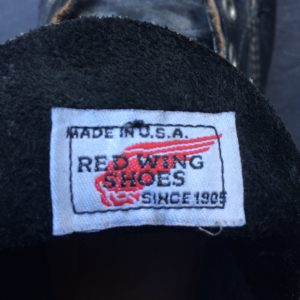 MADE IN U.S.A.
RED WING
SHOES
SINCE 1905